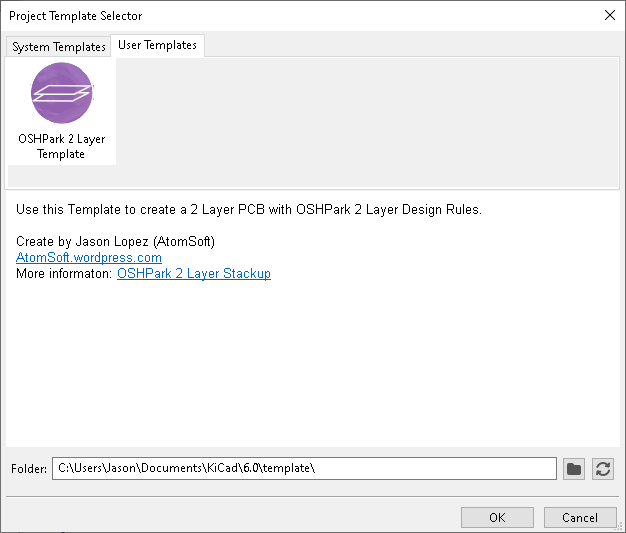 Project Template Selector
System Templates
User Templates
OSHPark 2 Layer
Template
Use this Template to create a 2 Layer PCB with OSHPark 2 Layer Design Rules.
Create by Jason Lopez (AtomSoft)
AtomSoft.wordpress.com
More informaton: OSHPark 2 Layer Stackup
Folder: C:\Users\Jason\Documents\KiCad\6.0\template\
OK
Cancel